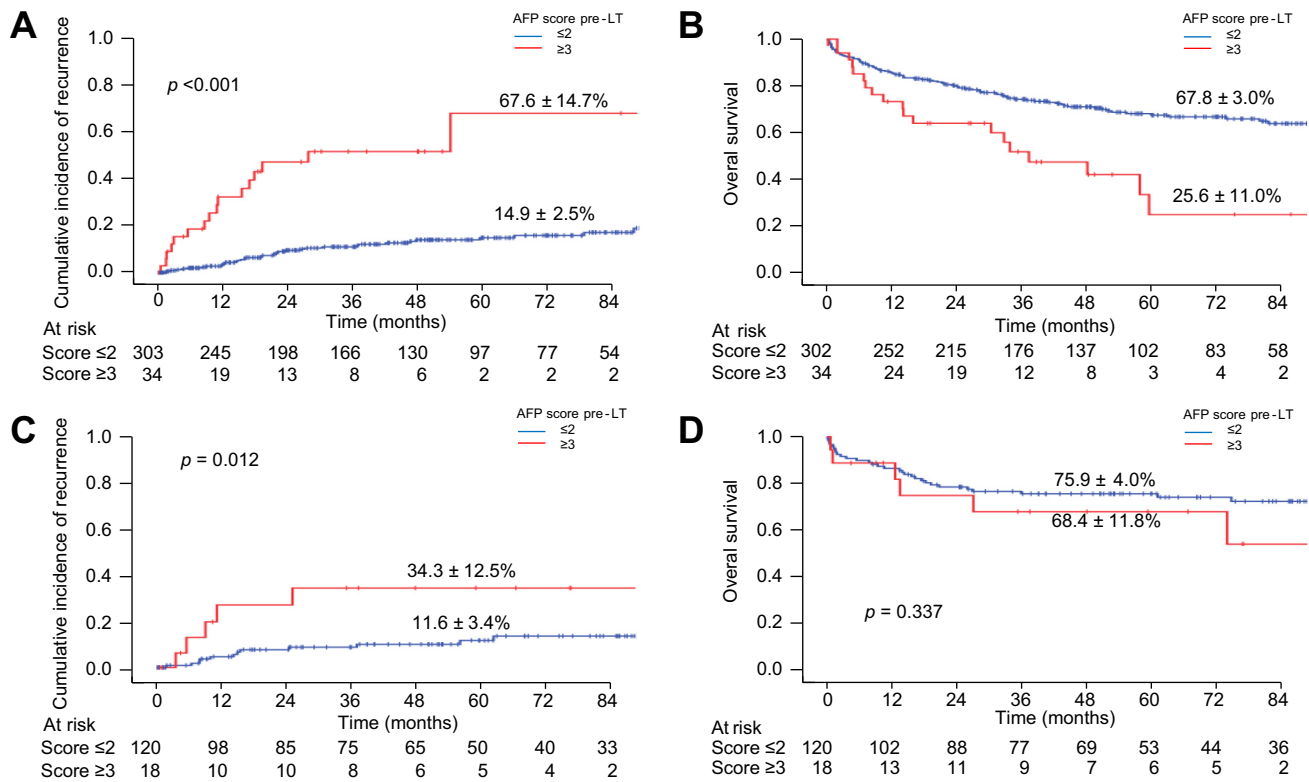 A
AFP score pre-LT
≤2
≥3
Cumulative incidence of recurrence
1.0
0.8
0.6
0.4
0.2
0.0
p <0.001
67.6 ± 14.7%
14.9 ± 2.5%
0 12 24 36 48 60 72 84
Time (months)
At risk
Score ≤2 303 245 198 166 130 97 77 54
Score ≥3 34 19 13 8 6 2 2 2
B
AFP score pre-LT
≤2
≥3
Overal survival
1.0
0.8
0.6
0.4
0.2
0.0
67.8 ± 3.0%
25.6 ± 11.0%
0 12 24 36 48 60 72 84
Time (months)
At risk
Score ≤2 302 252 215 176 137 102 83 58
Score ≥3 34 24 19 12 8 3 4 2
C
AFP score pre-LT
≤2
≥3
Cumulative incidence of recurrence
1.0
0.8
0.6
0.4
0.2
0.0
p = 0.012
34.3 ± 12.5%
11.6 ± 3.4%
0 12 24 36 48 60 72 84
Time (months)
At risk
Score ≤2 120 98 85 75 65 50 40 33
Score ≥3 18 10 10 8 6 5 4 2
D
AFP score pre-LT
≤2
≥3
Overal survival
1.0
0.8
0.6
0.4
0.2
0.0
75.9 ± 4.0%
68.4 ± 11.8%
p = 0.337
0 12 24 36 48 60 72 84
Time (months)
At risk
Score ≤2 120 102 88 77 69 53 44 36
Score ≥3 18 13 11 9 7 6 5 2